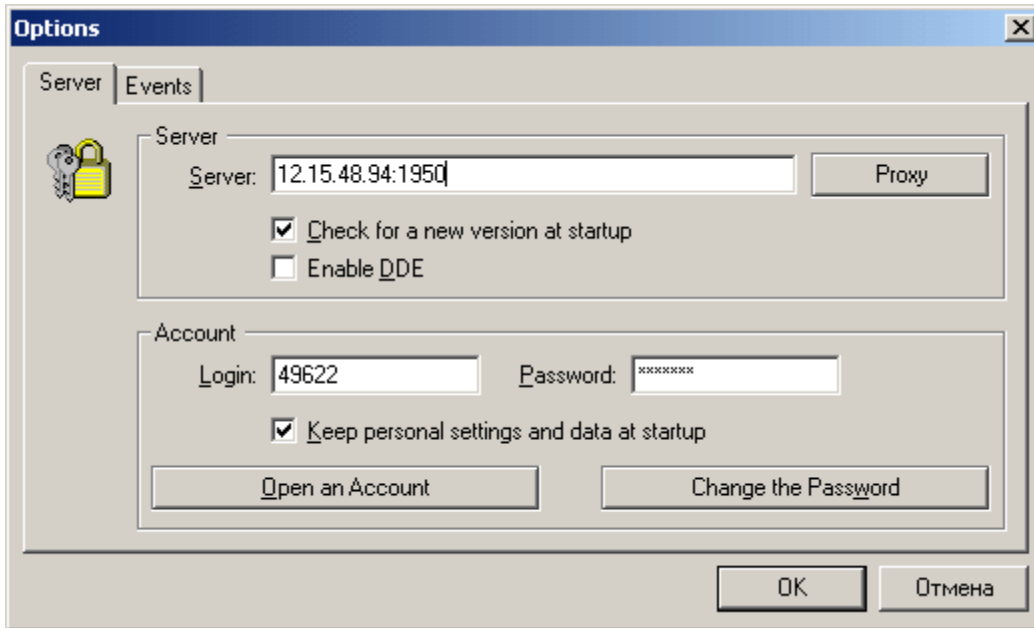 Options
Server Events
Server
Server: 12.15.48.94:1950 Proxy
Check for a new version at startup
Enable DDE
Account
Login: 49622 Password: *******
Keep personal settings and data at startup
Open an Account Change the Password
OK Отмена